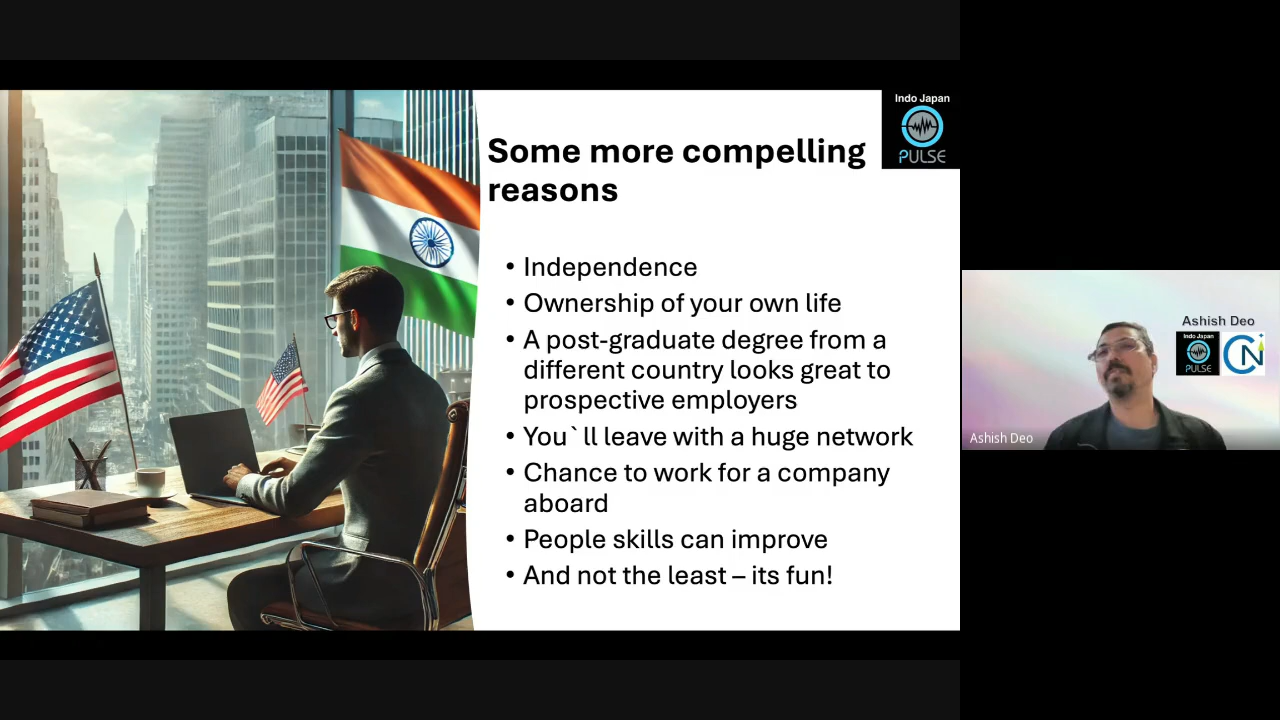 Some more compelling
reasons
Indo Japan
PULSE
• Independence
• Ownership of your own life
• A post-graduate degree from a
different country looks great to
prospective employers
• You`ll leave with a huge network
• Chance to work for a company
aboard
• People skills can improve
• And not the least – its fun!
Ashish Deo
Indo Japan
PULSE
CN
Ashish Deo